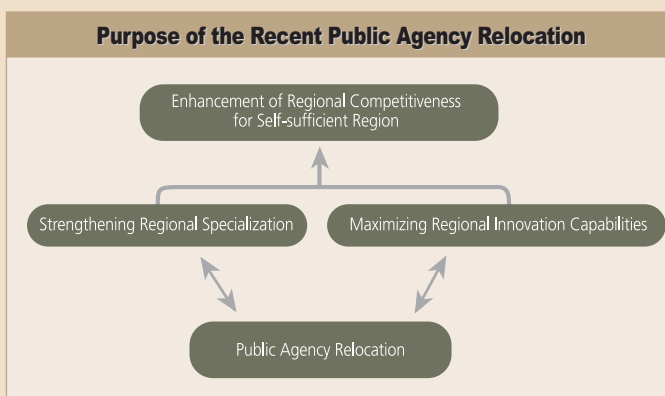 Purpose of the Recent Public Agency Relocation
Enhancement of Regional Competitiveness
for Self-sufficient Region
Strengthening Regional Specialization
Maximizing Regional Innovation Capabilities
Public Agency Relocation